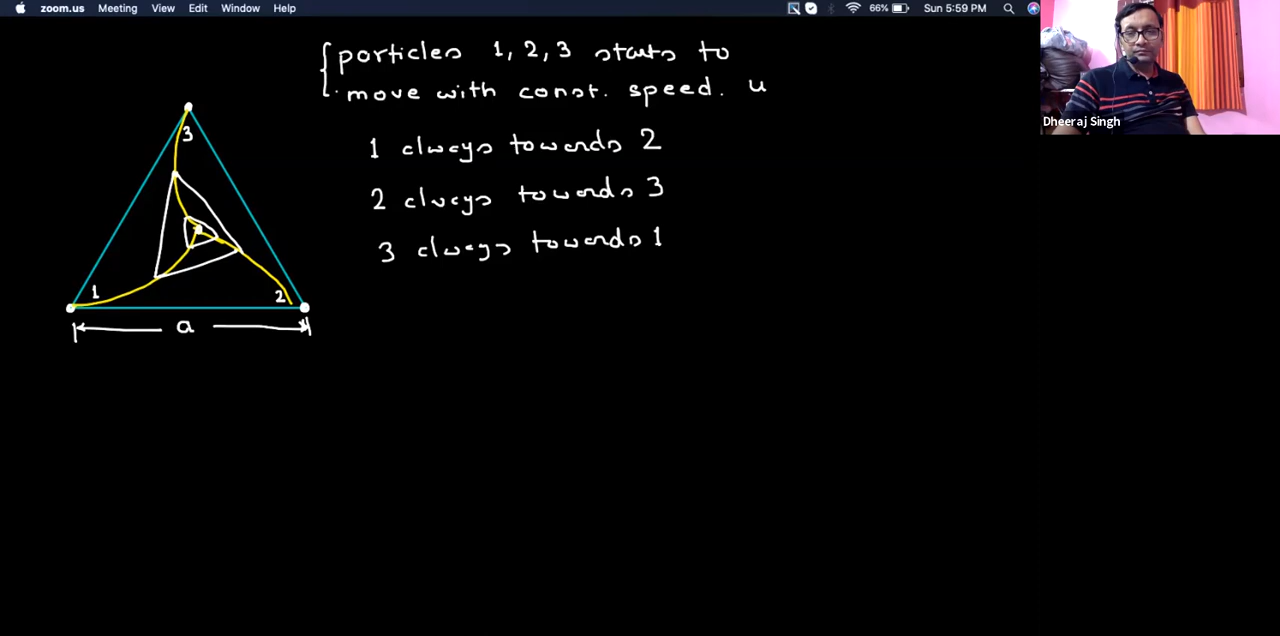 zoom.us Meeting View Edit Window Help 66% Sun 5:59 PM
particles 1, 2, 3 starts to
move with const. speed. u
1 always towards 2
2 always towards 3
3 always towards 1
3
1
2
a
Dheeraj Singh